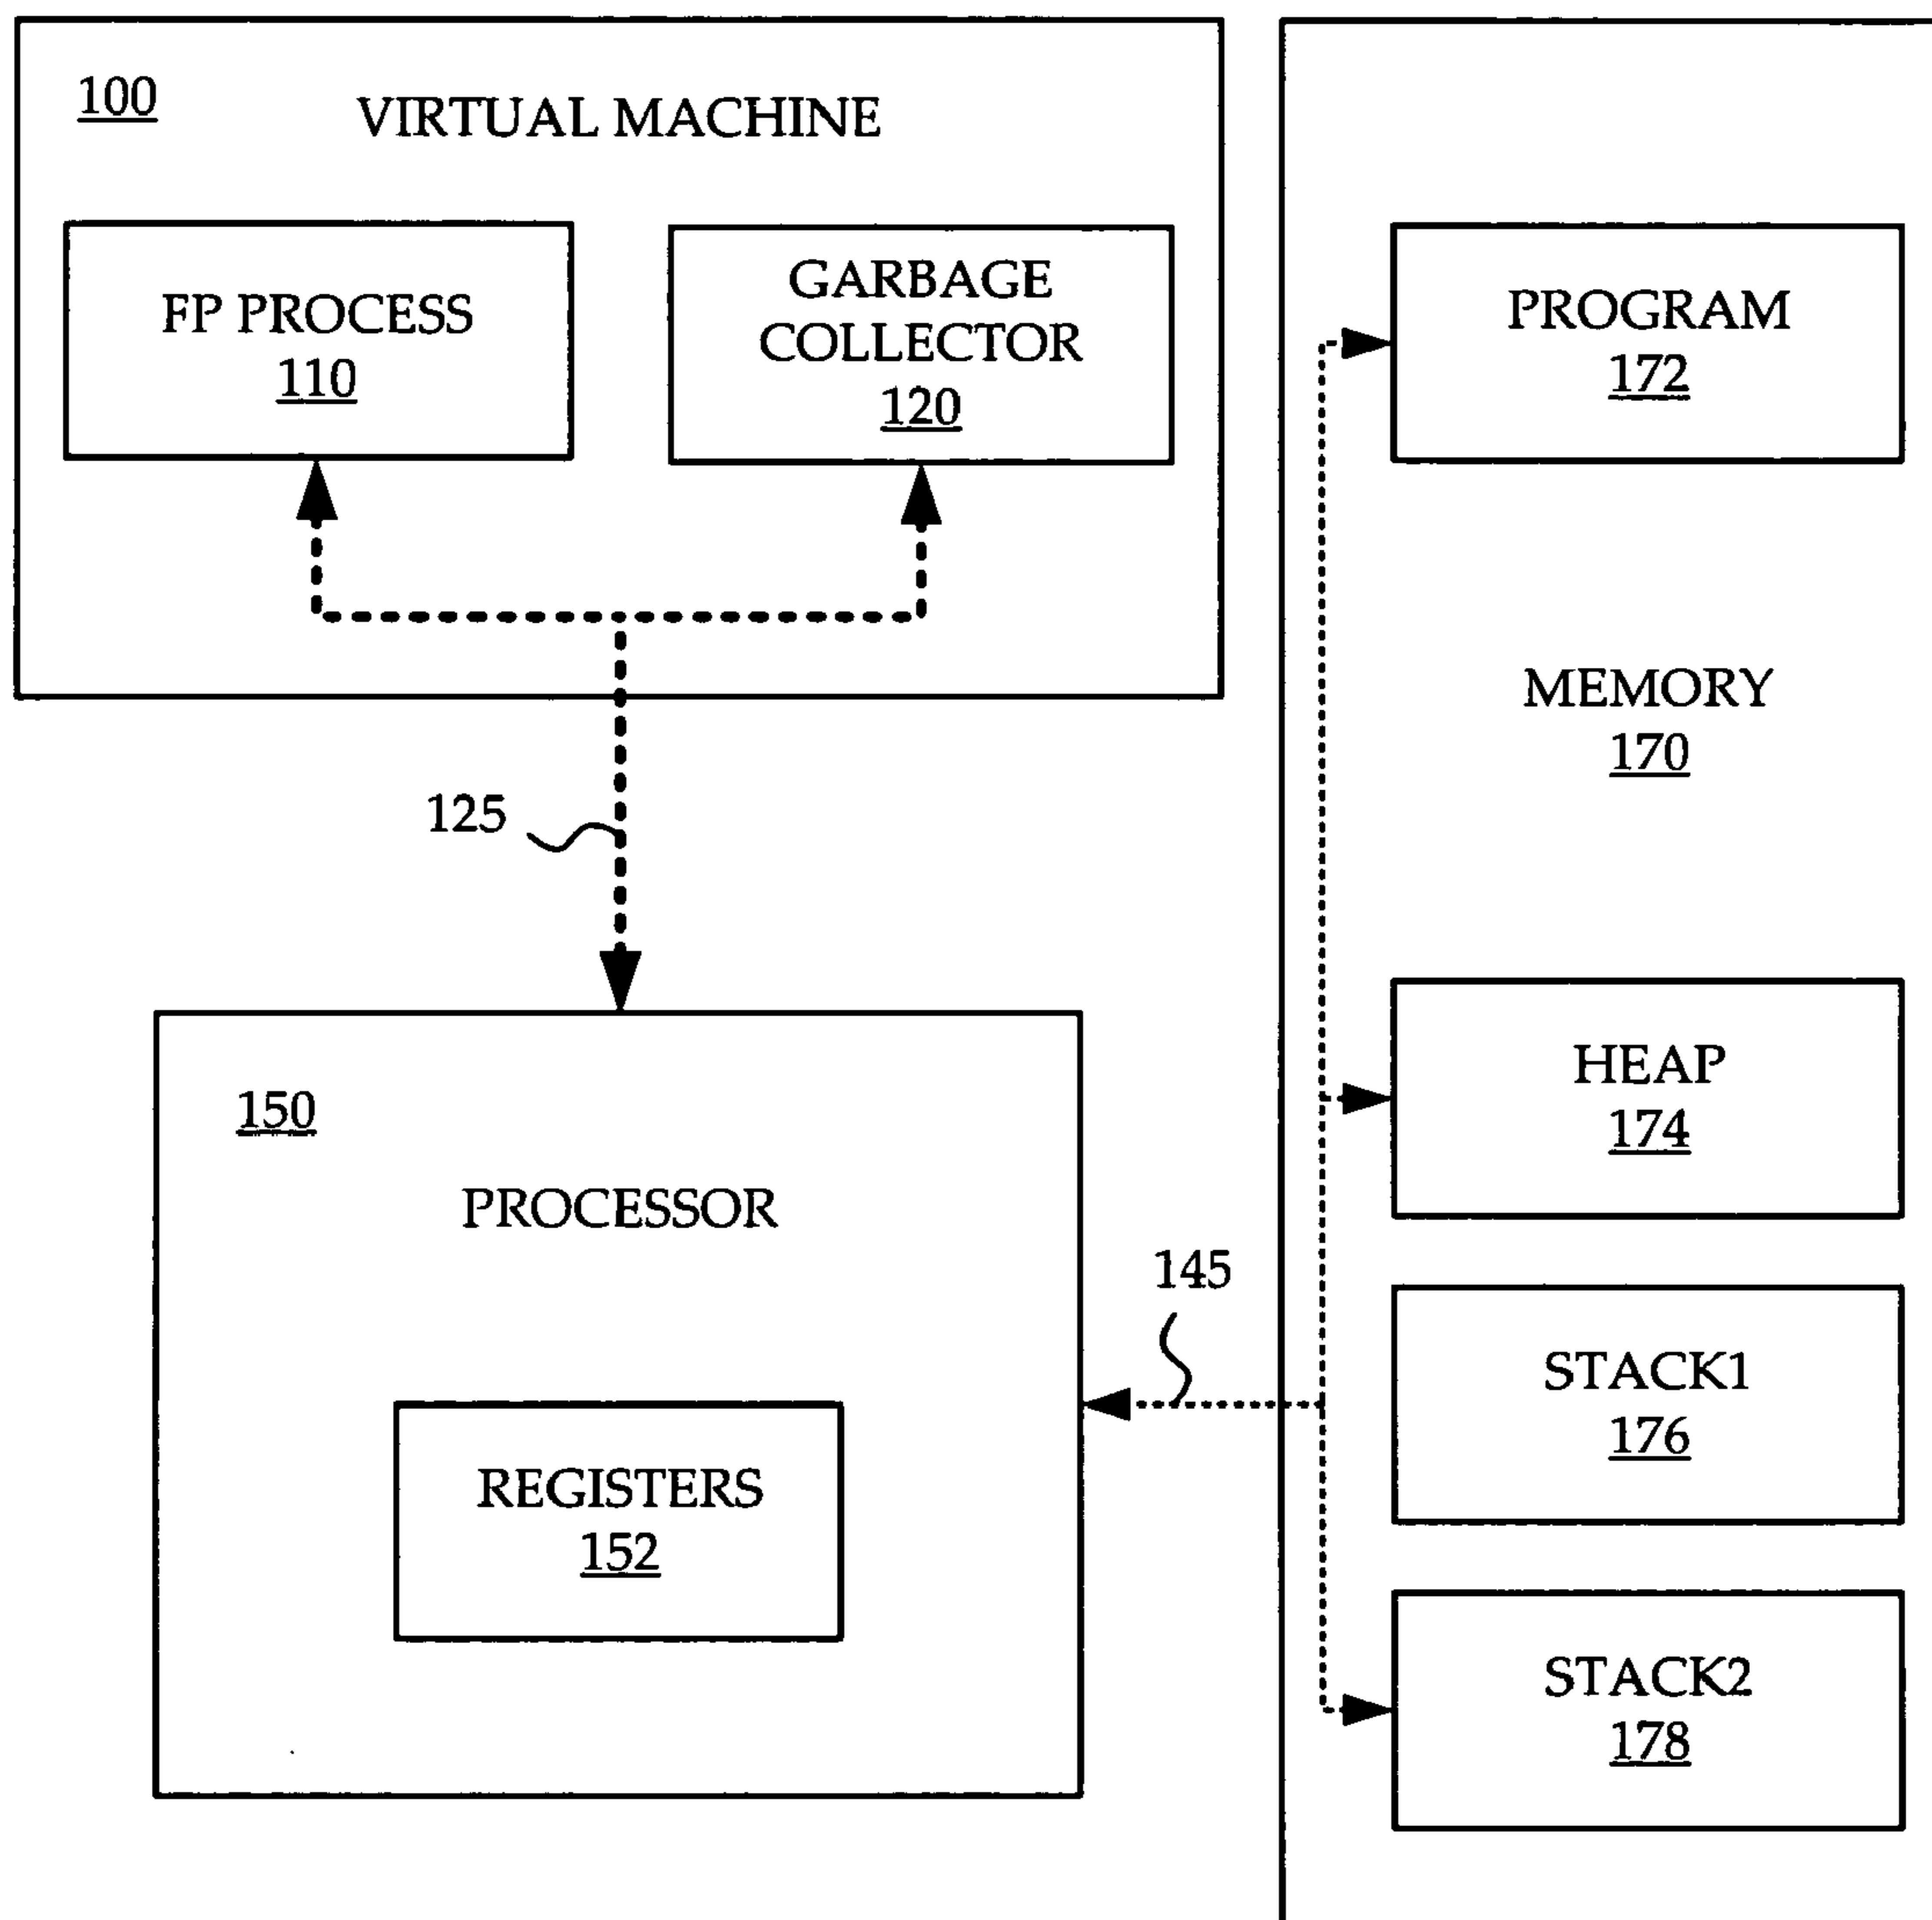 100
VIRTUAL MACHINE
FP PROCESS
110
GARBAGE
COLLECTOR
120
125
150
PROCESSOR
REGISTERS
152
145
PROGRAM
172
MEMORY
170
HEAP
174
STACK1
176
STACK2
178